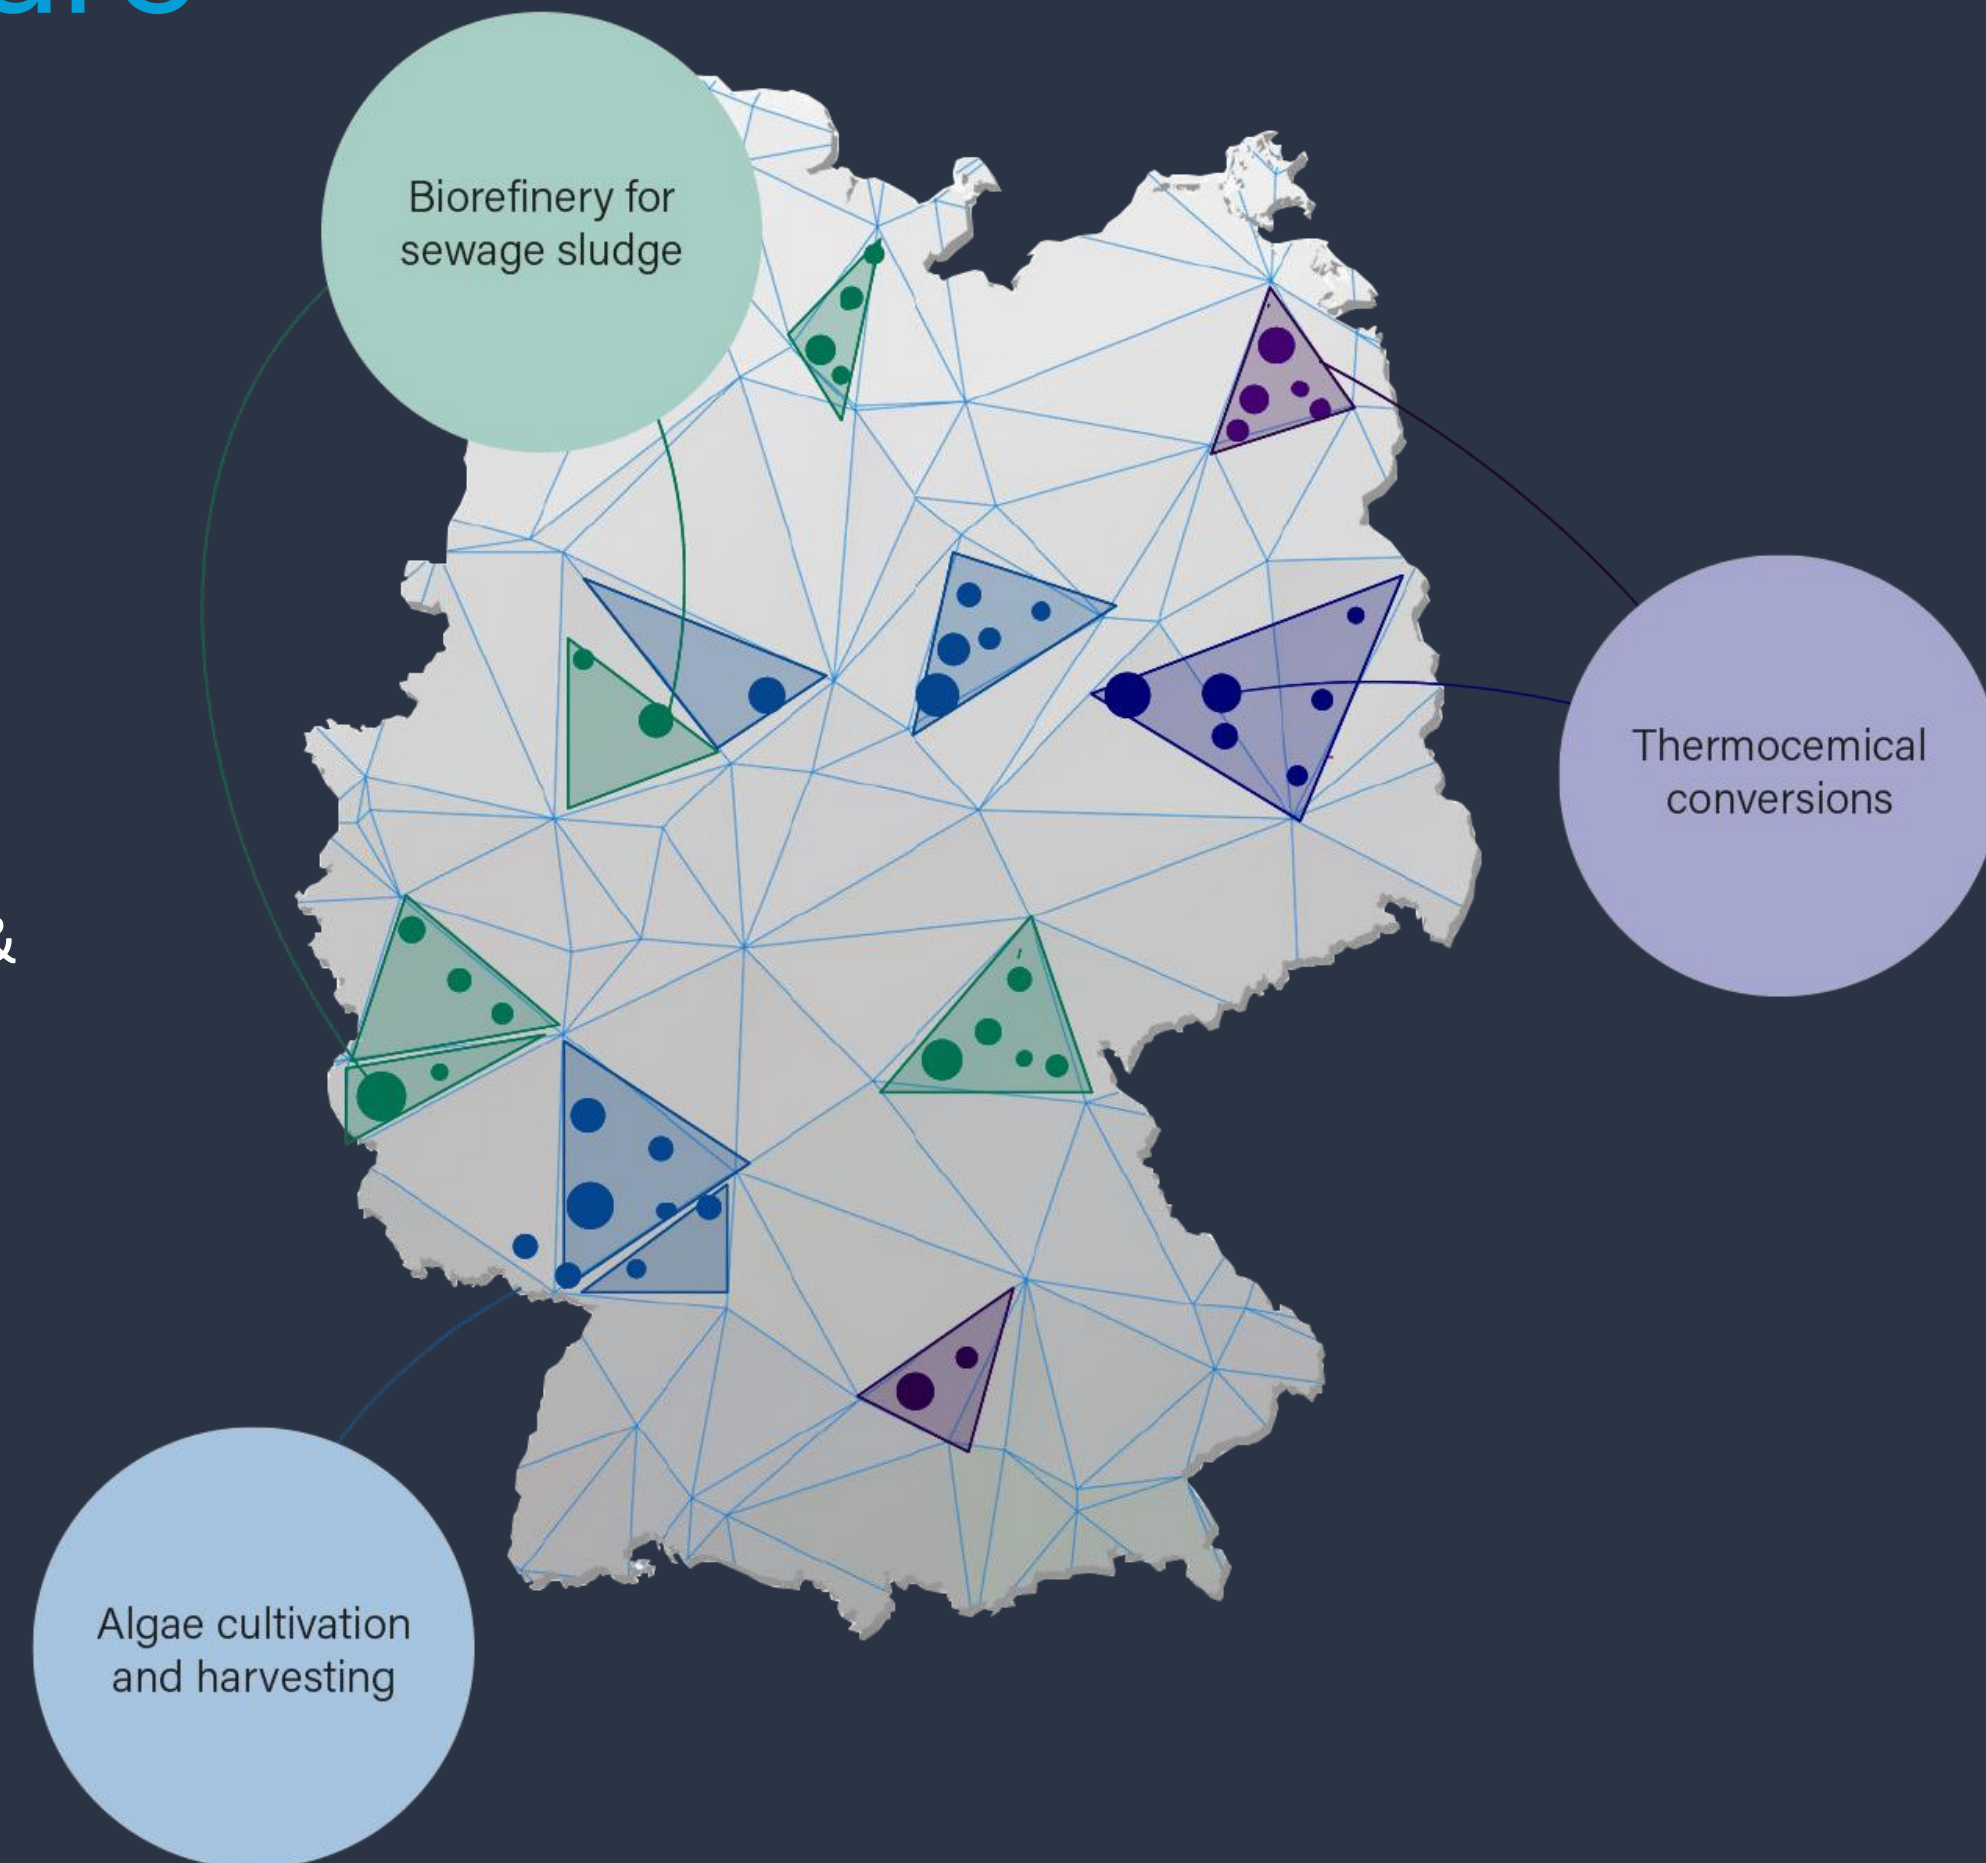 Biorefinery for
sewage sludge
Thermocemical
conversions
&
Algae cultivation
and harvesting